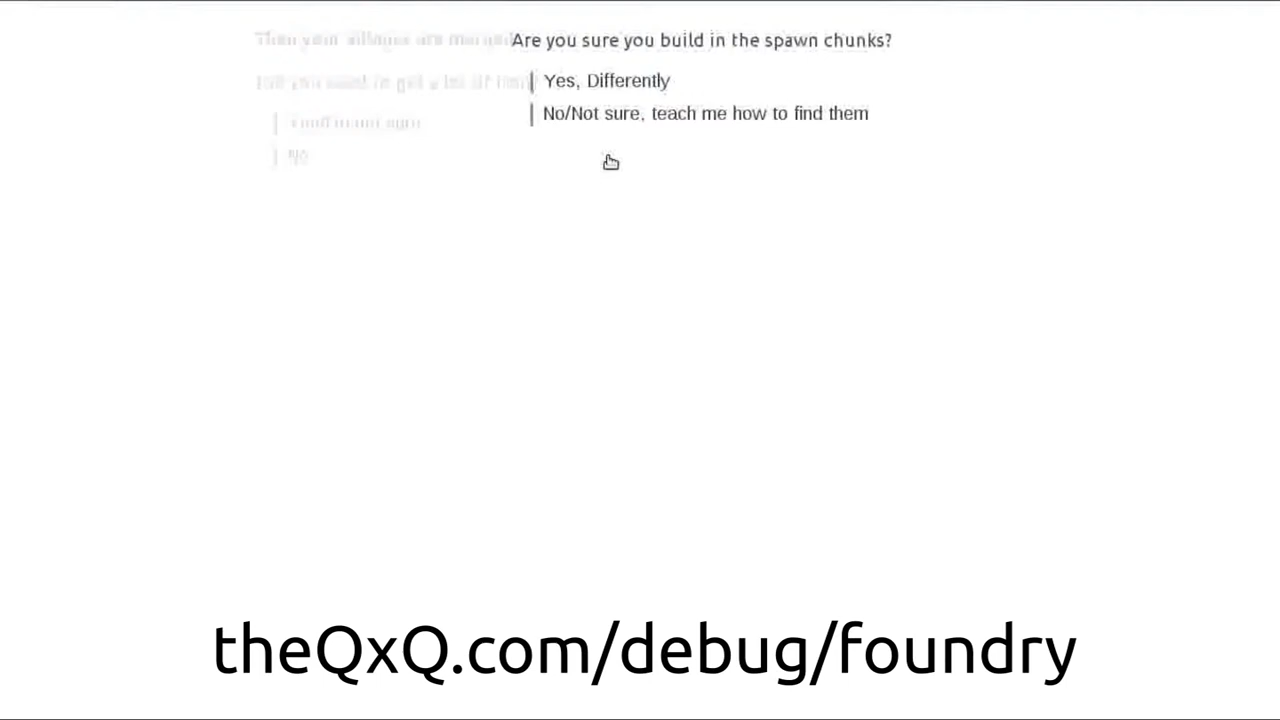 Are you sure you build in the spawn chunks?
Yes, Differently
No/Not sure, teach me how to find them
No
theQxQ.com/debug/foundry